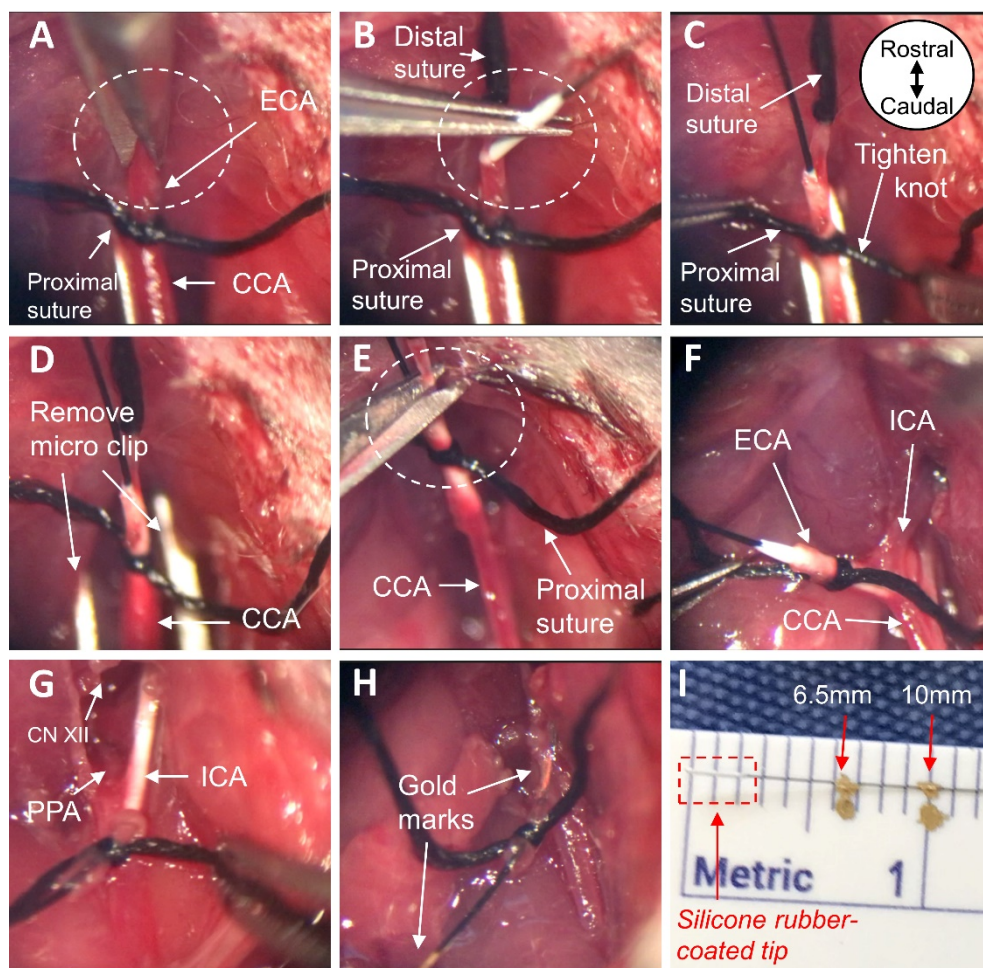 A
ECA
Proximal
suture
CCA
B
Distal
suture
Proximal
suture
C
Rostral
Caudal
Distal
suture
Tighten
knot
Proximal
suture
D
Remove
micro clip
CCA
E
CCA
Proximal
suture
F
ICA
ECA
CCA
G
CN XII
ICA
PPA
H
Gold
marks
I
6.5mm
10mm
Metric 1
Silicone rubber-
coated tip